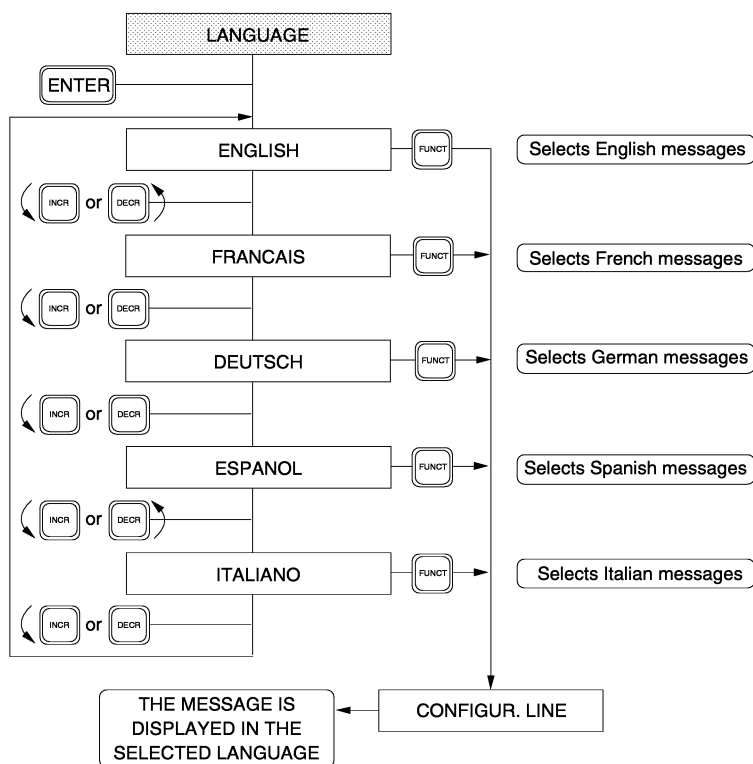 LANGUAGE
ENTER
ENGLISH
FUNCT
Selects English messages
INCR or DECR
FRANCAIS
FUNCT
Selects French messages
INCR or DECR
DEUTSCH
FUNCT
Selects German messages
INCR or DECR
ESPANOL
FUNCT
Selects Spanish messages
INCR or DECR
ITALIANO
FUNCT
Selects Italian messages
INCR or DECR
THE MESSAGE IS
DISPLAYED IN THE
SELECTED LANGUAGE
CONFIGUR. LINE